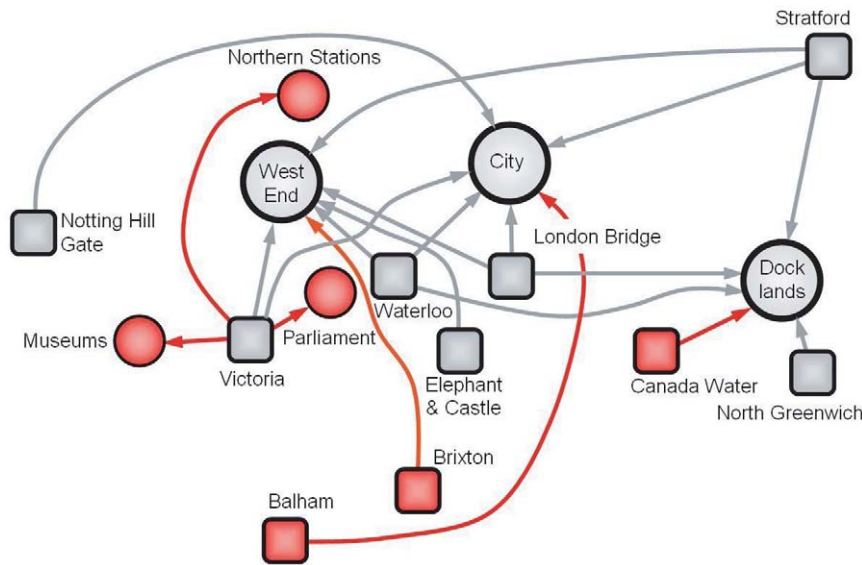 Stratford
Northern Stations
West
End
City
Notting Hill
Gate
London Bridge
Dock
lands
Waterloo
Museums
Parliament
Victoria
Elephant
& Castle
Canada Water
North Greenwich
Brixton
Balham